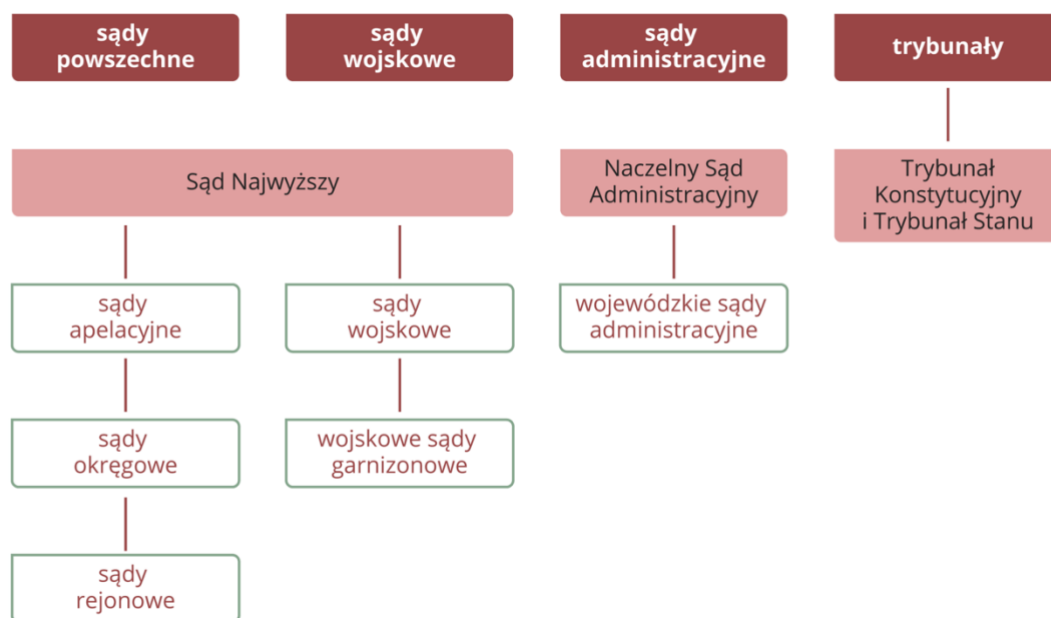 sądy
powszechne
sądy
wojskowe
sądy
administracyjne
trybunały
Sąd Najwyższy
Naczelny Sąd
Administracyjny
Trybunał
Konstytucyjny
i Trybunał Stanu
sądy
apelacyjne
sądy
wojskowe
wojewódzkie sądy
administracyjne
sądy
okręgowe
wojskowe sądy
garnizonowe
sądy
rejonowe